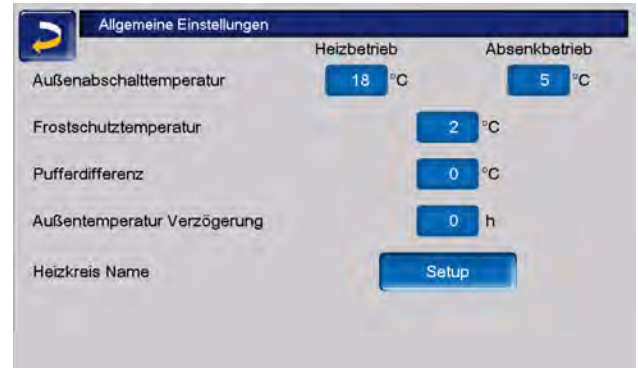 Allgemeine Einstellungen
Heizbetrieb Absenkbetrieb
Außenabschalttemperatur 18 °C 5 °C
Frostschutztemperatur 2 °C
Pufferdifferenz 0 °C
Außentemperatur Verzögerung 0 h
Heizkreis Name Setup